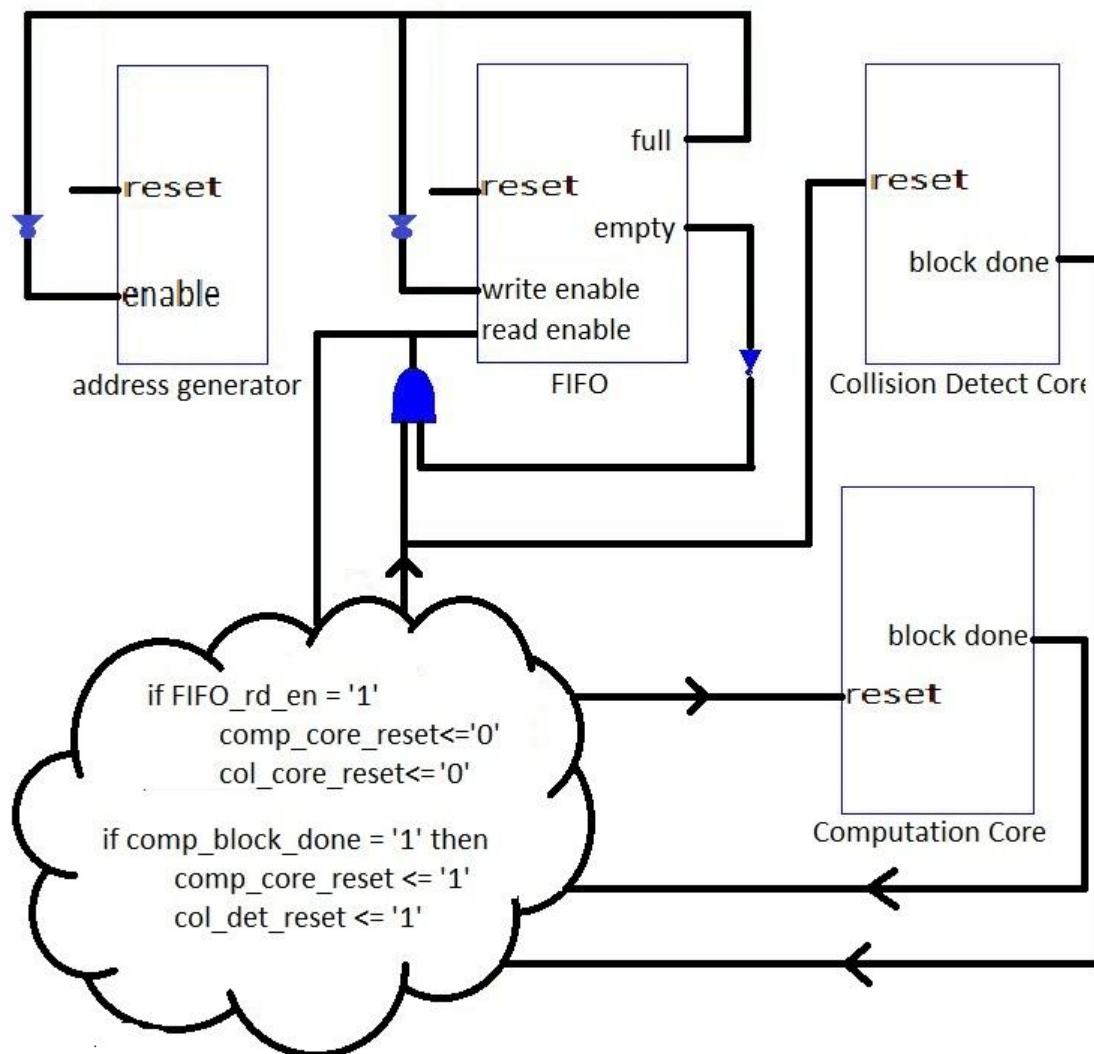 full
reset
reset
reset
empty
block done
enable
write enable
read enable
address generator
FIFO
Collision Detect Core
block done
if FIFO_rd_en = '1'
reset
comp_core_reset<='0'
col_core_reset<='0'
if comp_block_done = '1' then
Computation Core
comp_core_reset <= '1'
col_det_reset <= '1'